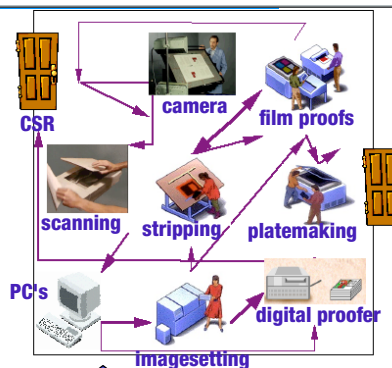 camera
film proofs
CSR
scanning
stripping
platemaking
PC's
digital proofer
imagesetting